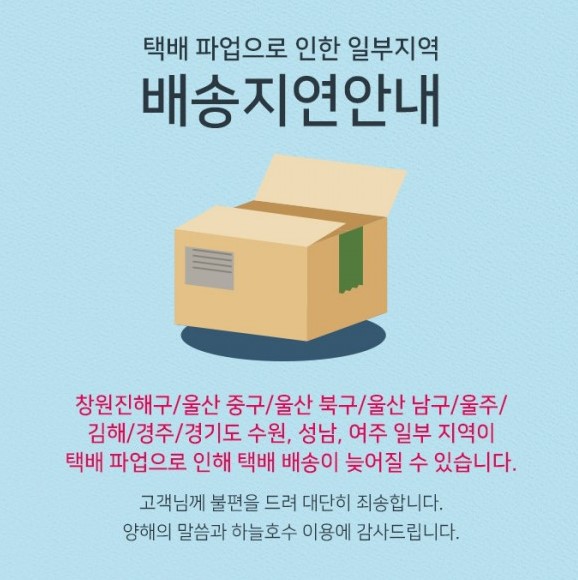 택배 파업으로 인한 일부지역
배송지연안내
창원진해구/울산 중구/울산 북구/울산 남구/울주/
김해/경주/경기도 수원, 성남, 여주 일부 지역이
택배 파업으로 인해 택배 배송이 늦어질 수 있습니다.
고객님께 불편을 드려 대단히 죄송합니다.
양해의 말씀과 하늘호수 이용에 감사드립니다.